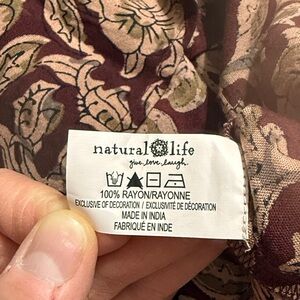 natural life
give.love.laugh.
100% RAYON/RAYONNE
EXCLUSIVE OF DECORATION / EXCLUSIVITÉ DE DÉCORATION
MADE IN INDIA
FABRIQUÉ EN INDE